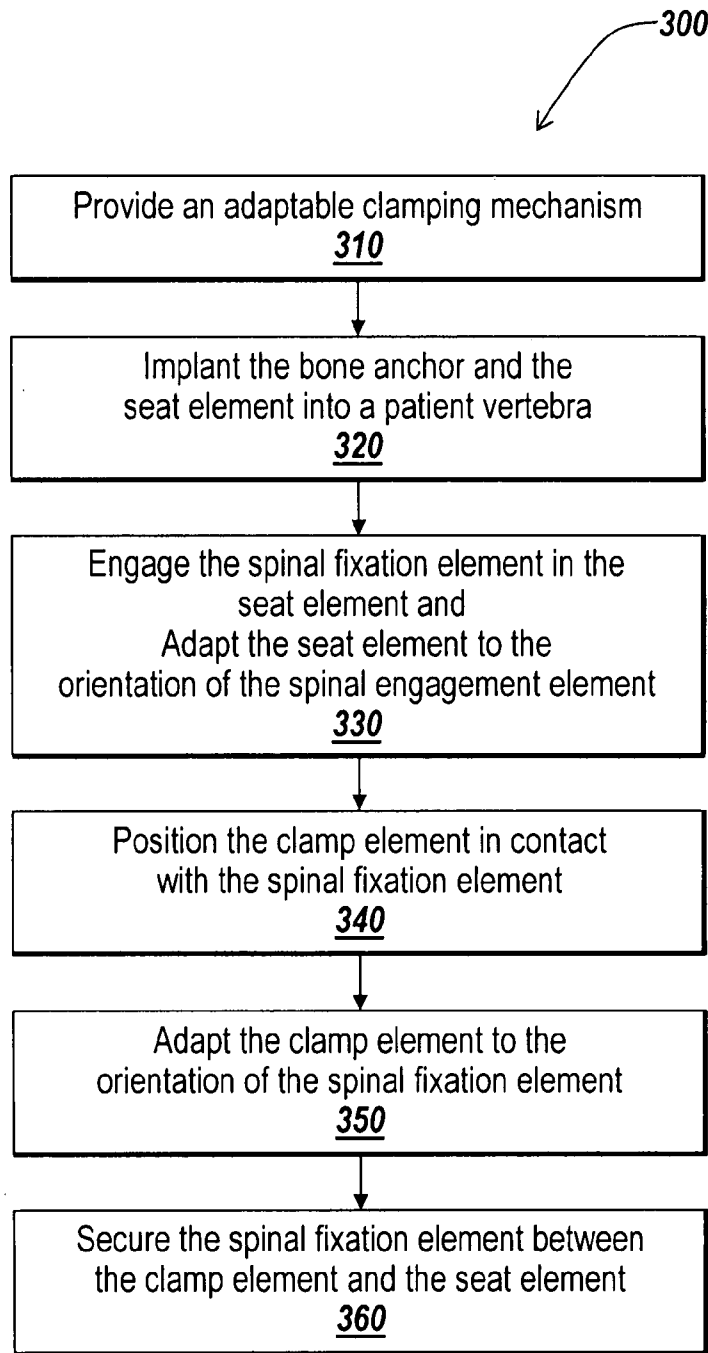 300
Provide an adaptable clamping mechanism
310
Implant the bone anchor and the
seat element into a patient vertebra
320
Engage the spinal fixation element in the
seat element and
Adapt the seat element to the
orientation of the spinal engagement element
330
Position the clamp element in contact
with the spinal fixation element
340
Adapt the clamp element to the
orientation of the spinal fixation element
350
Secure the spinal fixation element between
the clamp element and the seat element
360